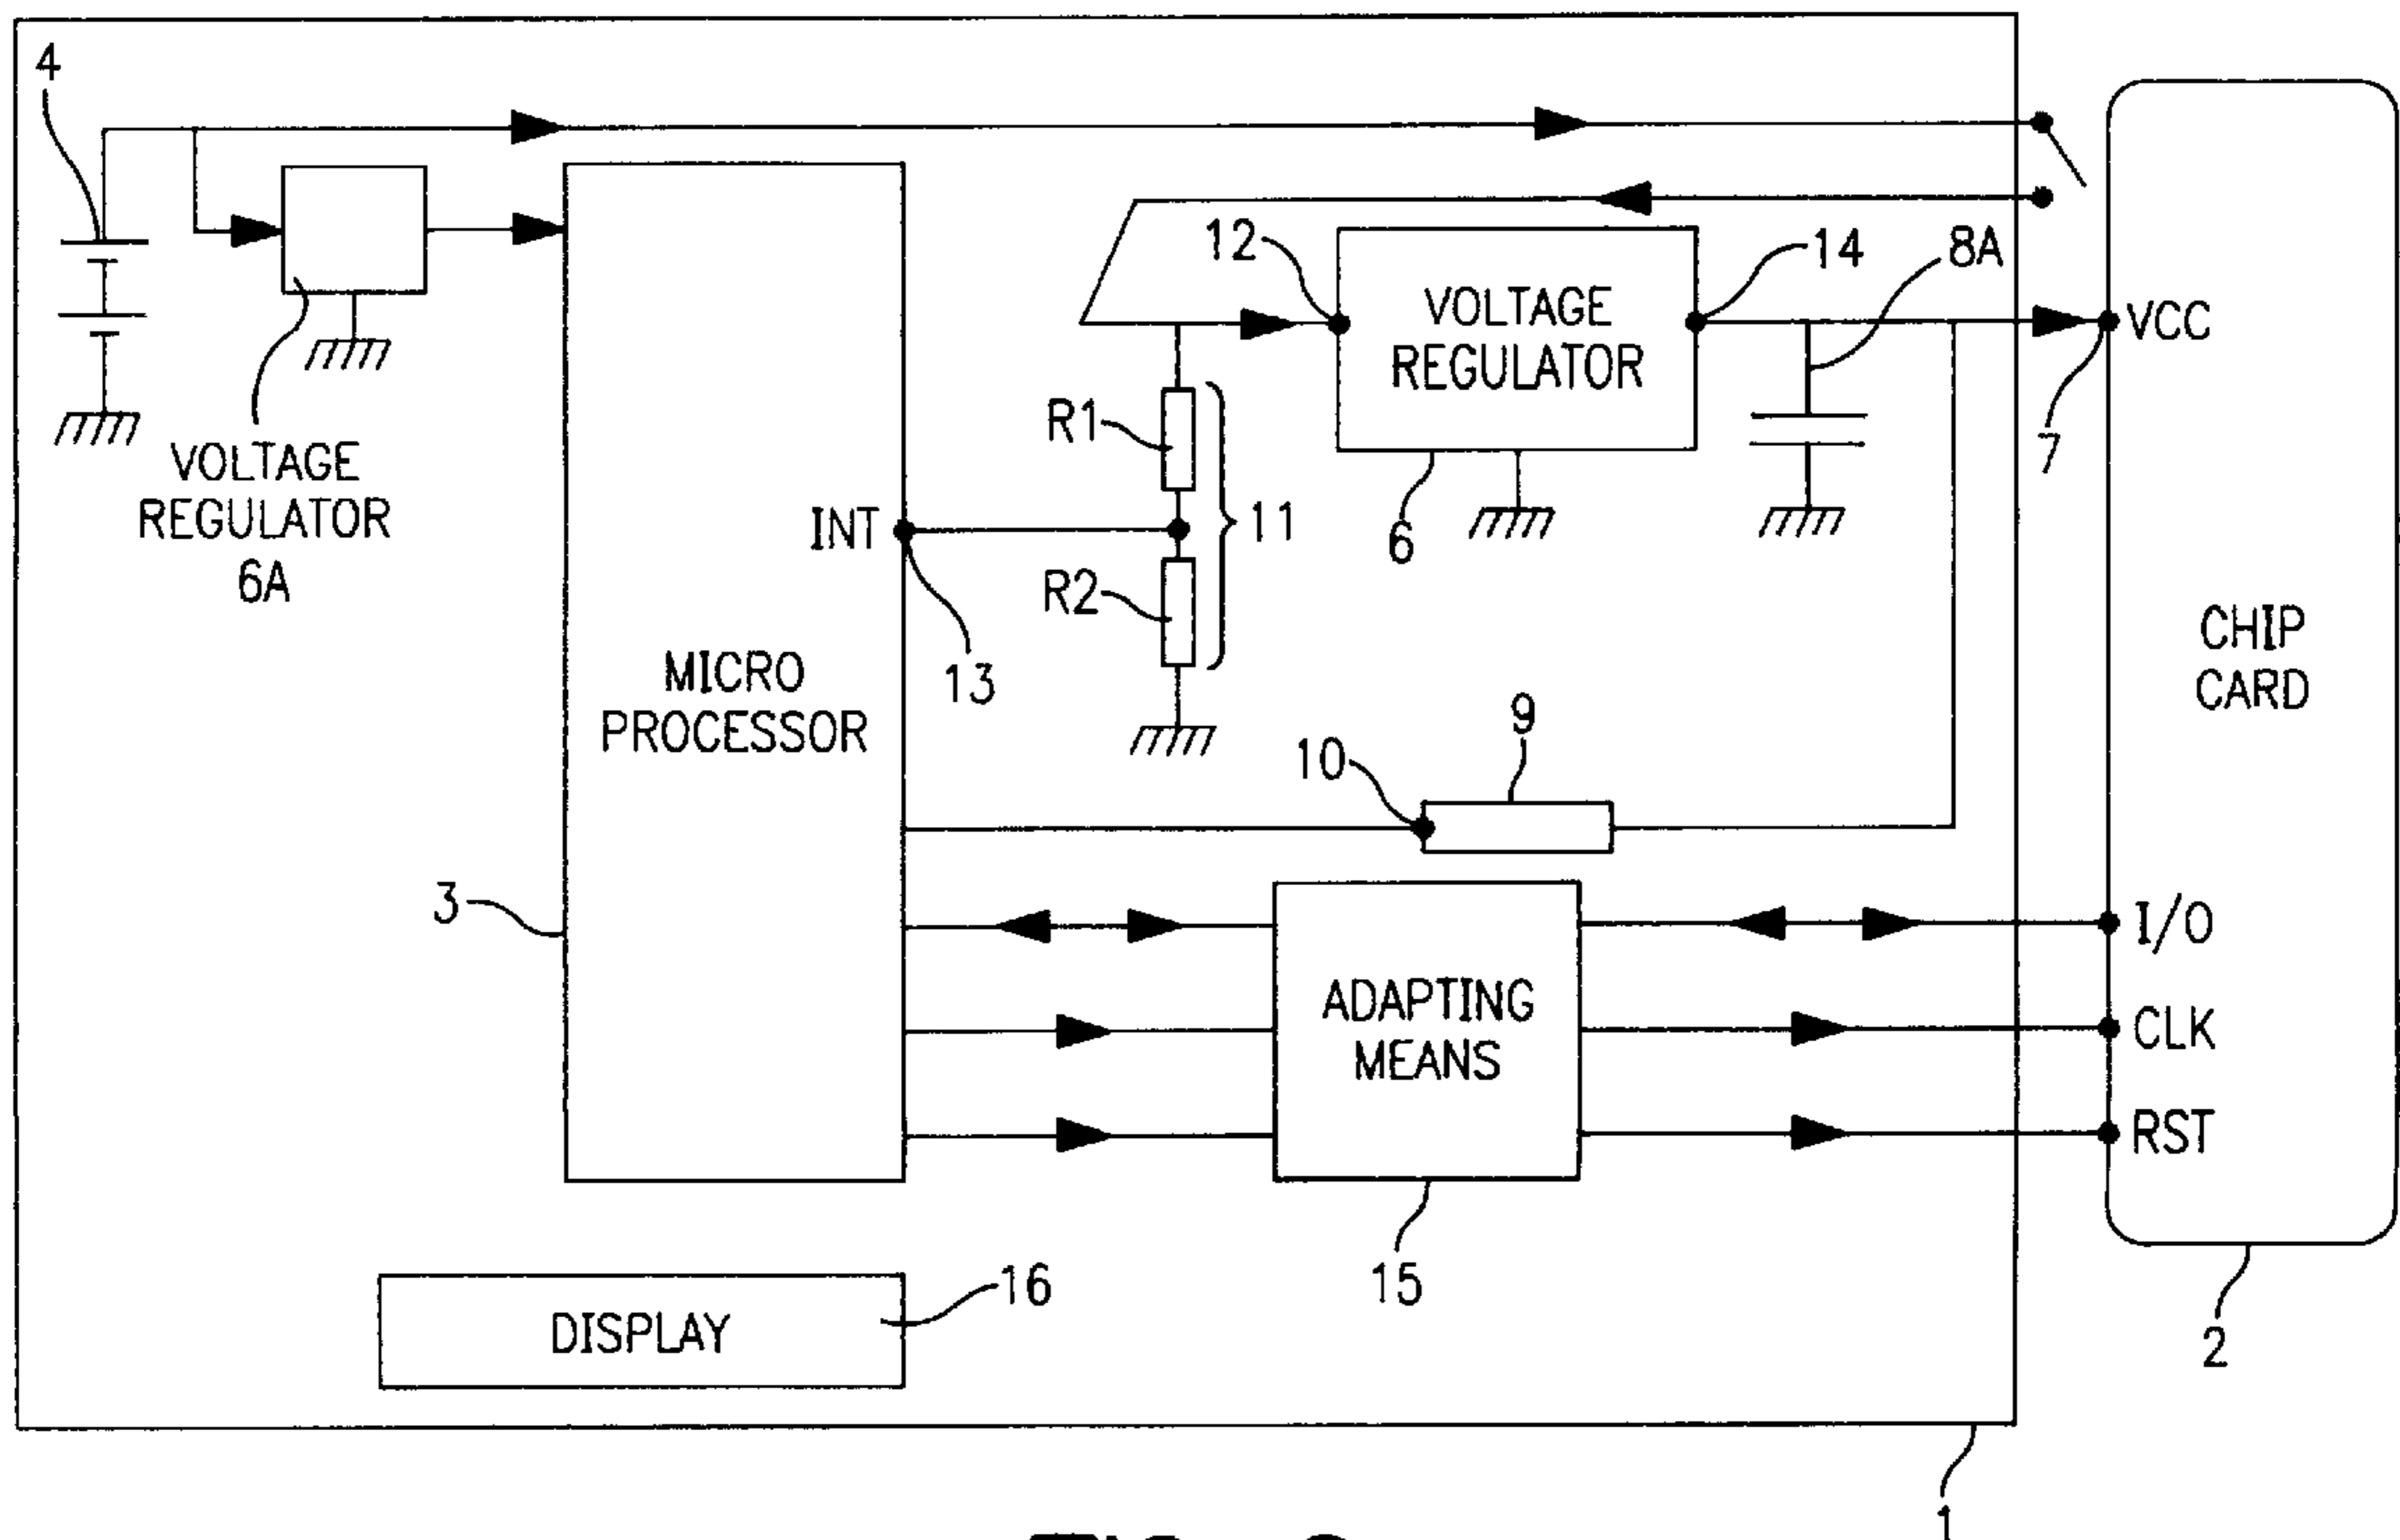 4
VOLTAGE
REGULATOR
6A
MICRO
PROCESSOR
INT
13
3
12
VOLTAGE
REGULATOR
14
8A
6
R1
R2
11
VCC
7
CHIP
CARD
10
9
ADAPTING
MEANS
15
I/O
CLK
RST
2
DISPLAY
16
1